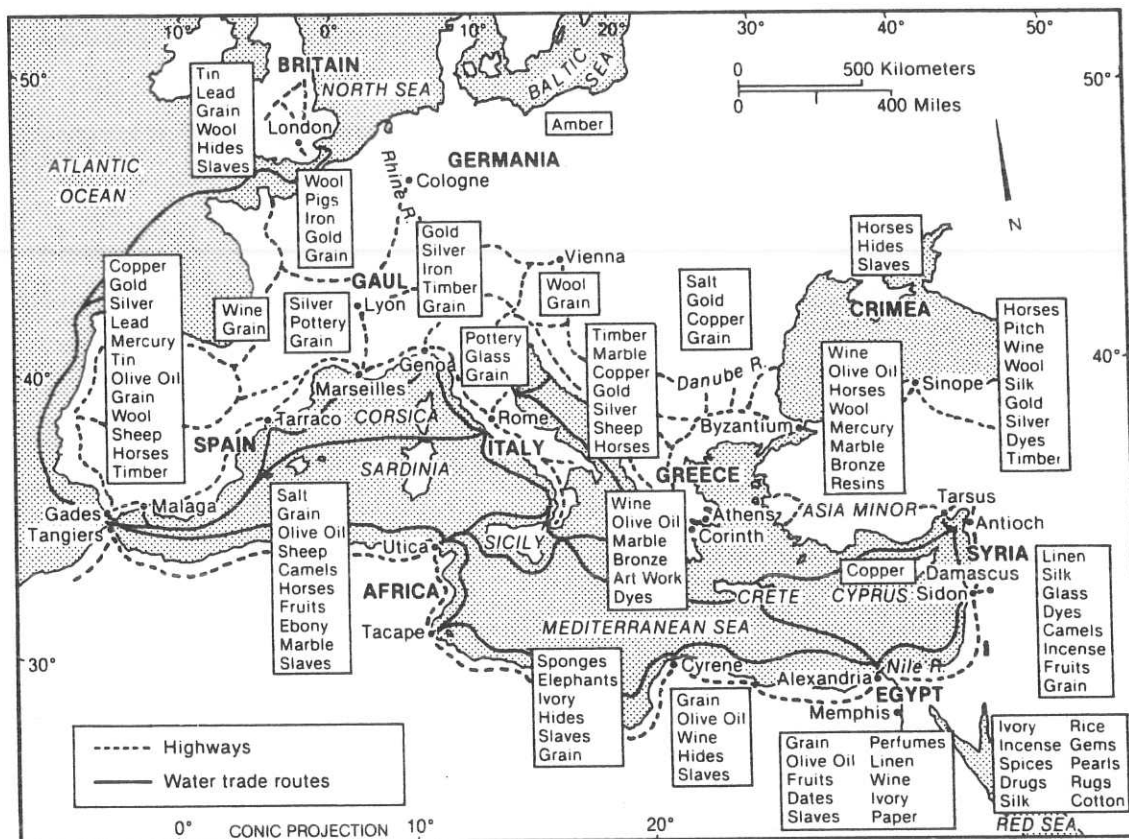 10°
0°
10°
20°
30°
40°
50°
50°
50°
40°
40°
30°
BRITAIN
NORTH SEA
BALTIC
SEA
London
Tin
Lead
Grain
Wool
Hides
Slaves
0 500 Kilometers
0 400 Miles
Amber
ATLANTIC
OCEAN
GERMANIA
Rhine R.
Cologne
N
Wool
Pigs
Iron
Gold
Grain
Gold
Silver
Iron
Timber
Grain
Vienna
Wool
Grain
Horses
Hides
Slaves
CRIMEA
Salt
Gold
Copper
Grain
Copper
Gold
Silver
Lead
Mercury
Tin
Olive Oil
Grain
Wool
Sheep
Horses
Timber
Wine
Grain
GAUL
Lyon
Silver
Pottery
Grain
Pottery
Glass
Grain
Timber
Marble
Copper
Gold
Silver
Sheep
Horses
Danube R.
Wine
Olive Oil
Horses
Wool
Mercury
Marble
Bronze
Resins
Sinope
Horses
Pitch
Wine
Wool
Silk
Gold
Silver
Dyes
Timber
Genoa
Marseilles
CORSICA
Tarraco
SPAIN
Rome
ITALY
Byzantium
GREECE
SARDINIA
Malaga
Gades
Tangiers
Athens
Corinth
ASIA MINOR
Tarsus
Antioch
SYRIA
Salt
Grain
Olive Oil
Sheep
Camels
Horses
Fruits
Ebony
Marble
Slaves
Utica
SICILY
Wine
Olive Oil
Marble
Bronze
Art Work
Dyes
Copper
CRETE
CYPRUS
Damascus
Sidon
Linen
Silk
Glass
Dyes
Camels
Incense
Fruits
Grain
AFRICA
Tacape
MEDITERRANEAN SEA
Sponges
Elephants
Ivory
Hides
Slaves
Grain
Cyrene
Alexandria
Nile R.
EGYPT
Memphis
Grain
Olive Oil
Wine
Hides
Slaves
Grain Perfumes
Olive Oil Linen
Fruits Wine
Dates Ivory
Slaves Paper
Ivory Rice
Incense Gems
Spices Pearls
Drugs Rugs
Silk Cotton
RED SEA
Highways
Water trade routes
0° CONIC PROJECTION 10° 20° 30°